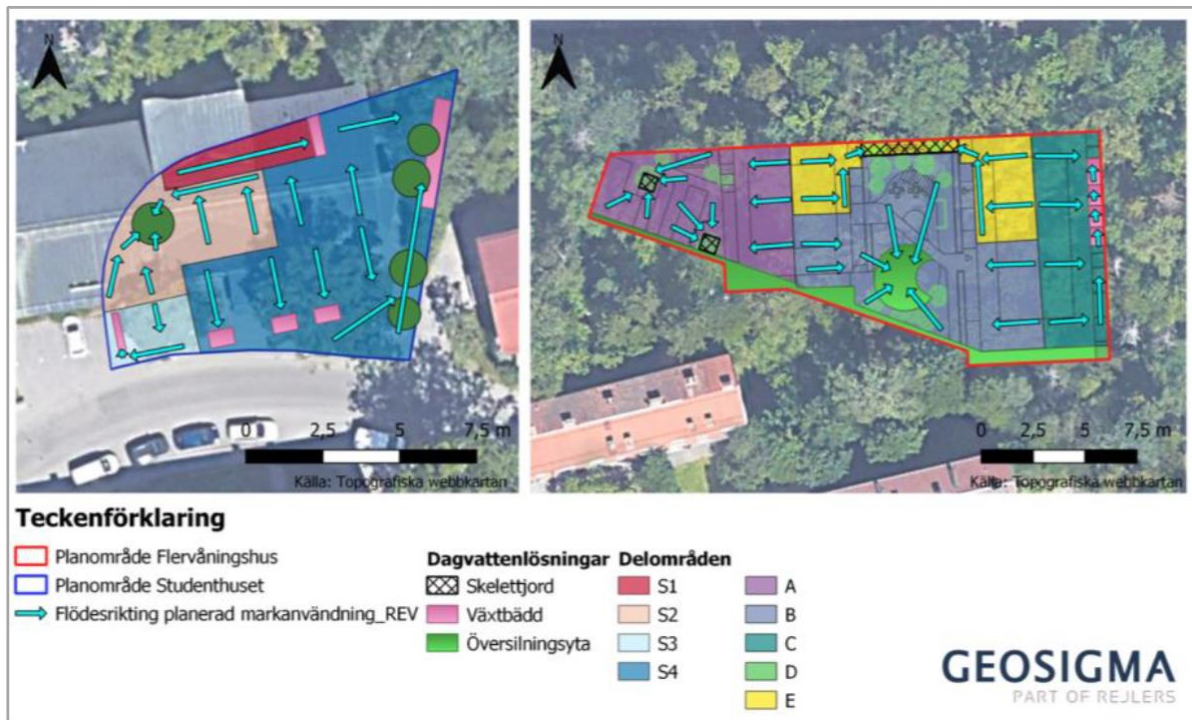 N
N
0 2,5 5 7,5 m
Källa: Topografiska webbkartan
0 2,5 5 7,5 m
Källa: Topografiska webbkartan
Teckenförklaring
Planområde Flervåningshus
Planområde Studenthuset
Flödesrikting planerad markanvändning_REV
Dagvattenlösningar
Skelettjord
Växtbädd
Översilningsyta
Delområden
S1
S2
S3
S4
A
B
C
D
E
GEOSIGMA
PART OF REJLERS